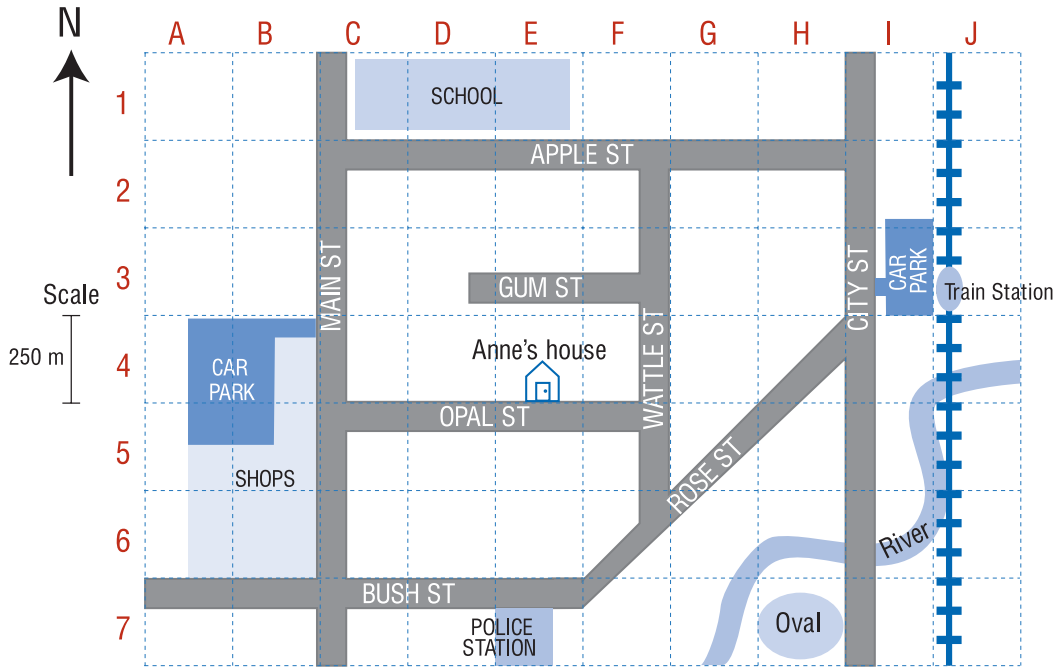 N
A B C D E F G H I J
1
SCHOOL
APPLE ST
2
MAIN ST
3
GUM ST
CITY ST
CAR
PARK
Train Station
Scale
250 m
4
CAR
PARK
Anne's house
WATTLE ST
OPAL ST
5
SHOPS
ROSE ST
6
River
BUSH ST
7
POLICE
STATION
Oval